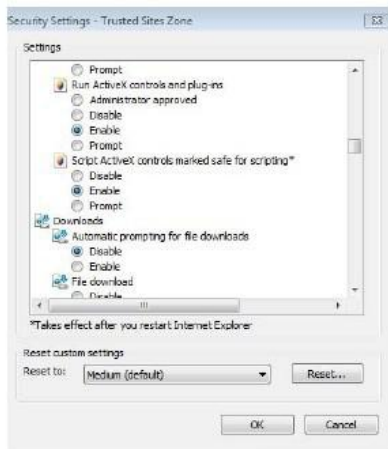 Security Settings - Trusted Sites Zone
Settings
Prompt
Run ActiveX controls and plug-ins
Administrator approved
Disable
Enable
Prompt
Script ActiveX controls marked safe for scripting*
Disable
Enable
Prompt
Downloads
Automatic prompting for file downloads
Disable
Enable
File download
Disable
*Takes effect after you restart Internet Explorer
Reset custom settings
Reset to:
Medium (default)
Reset...
OK
Cancel